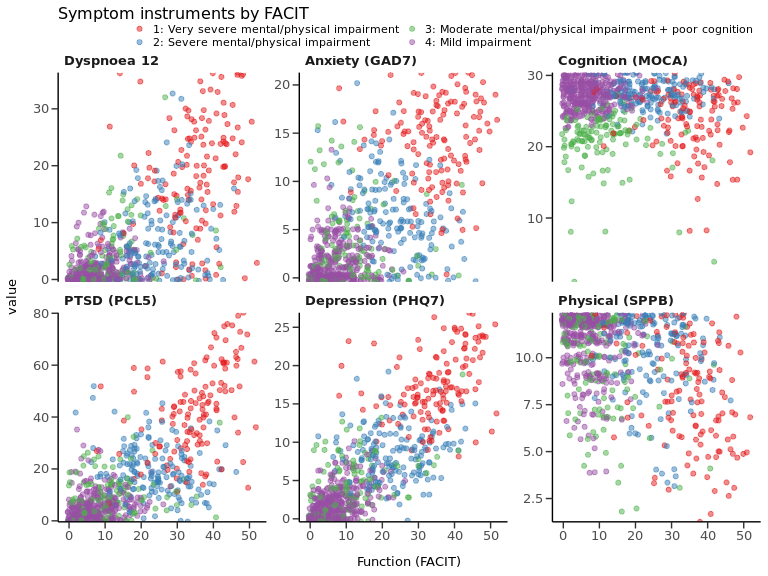 Symptom instruments by FACIT
1: Very severe mental/physical impairment
3: Moderate mental/physical impairment + poor cognition
2: Severe mental/physical impairment
4: Mild impairment
Dyspnoea 12
Anxiety (GAD7)
Cognition (MOCA)
30
20
10
0
20
15
10
5
0
30
20
10
value
PTSD (PCL5)
Depression (PHQ7)
Physical (SPPB)
80
60
40
20
0
25
20
15
10
5
0
10.0
7.5
5.0
2.5
0 10 20 30 40 50
0 10 20 30 40 50
0 10 20 30 40 50
Function (FACIT)